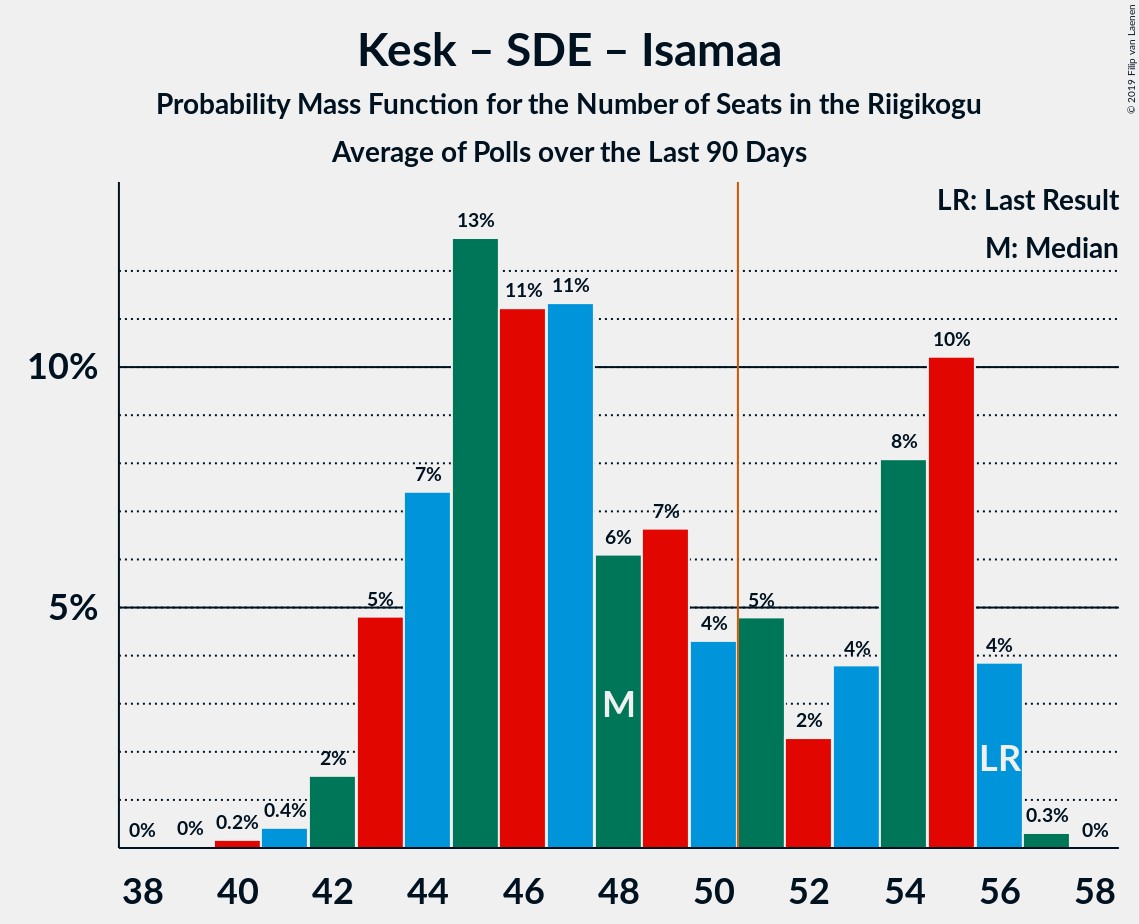 Kesk – SDE – Isamaa
Probability Mass Function for the Number of Seats in the Riigikogu
Average of Polls over the Last 90 Days
© 2019 Filip van Laenen
LR: Last Result
M: Median
10%
5%
0% 0% 0.2% 0.4% 2% 5% 7% 13% 11% 11% 6% 7% 4% 5% 2% 4% 8% 10% 4% 0.3% 0%
M
LR
38 40 42 44 46 48 50 52 54 56 58